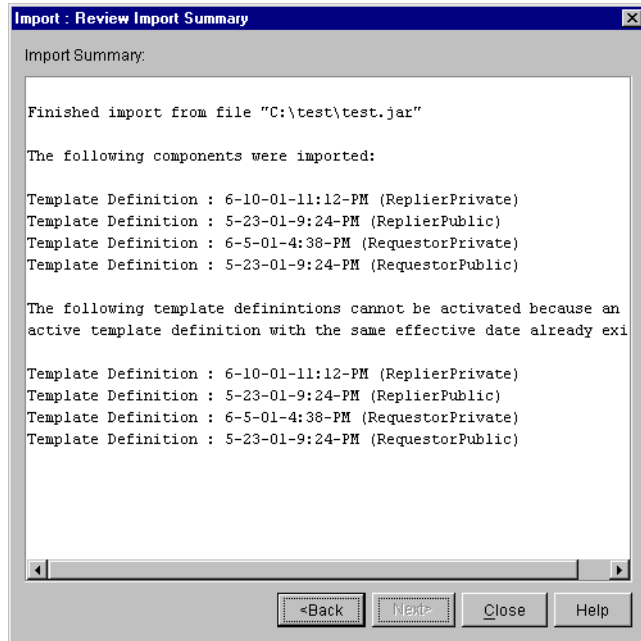 Import : Review Import Summary
Import Summary:
Finished import from file "C:\test\test.jar"
The following components were imported:
Template Definition : 6-10-01-11:12-PM (ReplierPrivate)
Template Definition : 5-23-01-9:24-PM (ReplierPublic)
Template Definition : 6-5-01-4:38-PM (RequestorPrivate)
Template Definition : 5-23-01-9:24-PM (RequestorPublic)
The following template definintions cannot be activated because an
active template definition with the same effective date already exi
Template Definition : 6-10-01-11:12-PM (ReplierPrivate)
Template Definition : 5-23-01-9:24-PM (ReplierPublic)
Template Definition : 6-5-01-4:38-PM (RequestorPrivate)
Template Definition : 5-23-01-9:24-PM (RequestorPublic)
<Back Next> Close Help